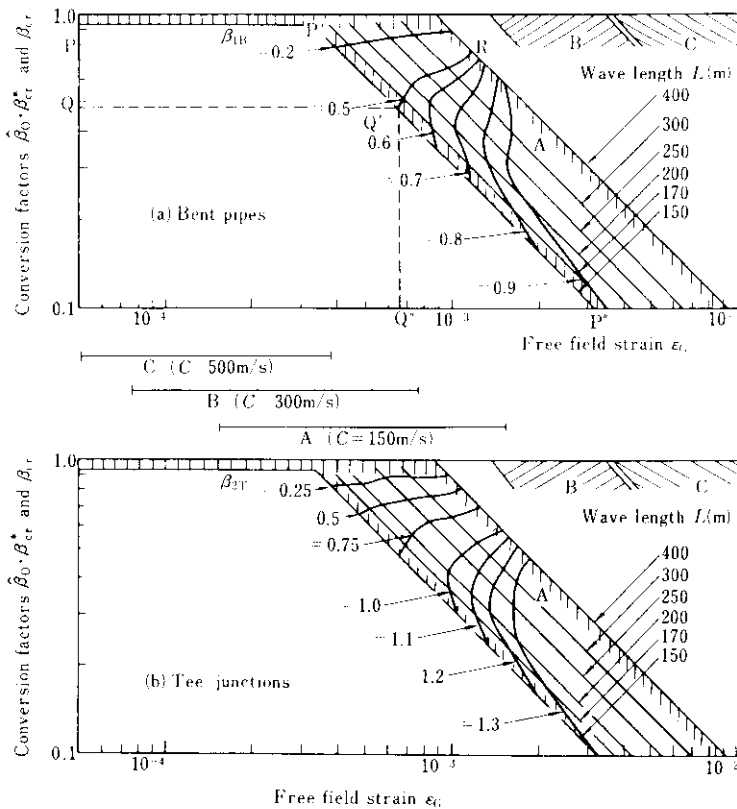 Conversion factors β̂₀·β*cr and βcr
1.0
P
Q
0.1
β1B
P'
0.2
R
B
C
Wave length L(m)
400
300
250
200
170
150
0.5
Q'
0.6
A
0.7
(a) Bent pipes
0.8
0.9
10⁻⁴
Q*
10⁻³
P*
Free field strain εG
C (C 500m/s)
B (C 300m/s)
A (C=150m/s)
Conversion factors β̂₀·β*cr and βcr
1.0
0.1
β2T
0.25
B
C
0.5
Wave length L(m)
=0.75
400
300
250
200
170
150
A
1.0
1.1
1.2
(b) Tee junctions
=1.3
10⁻⁴
10⁻³
10⁻²
Free field strain εG